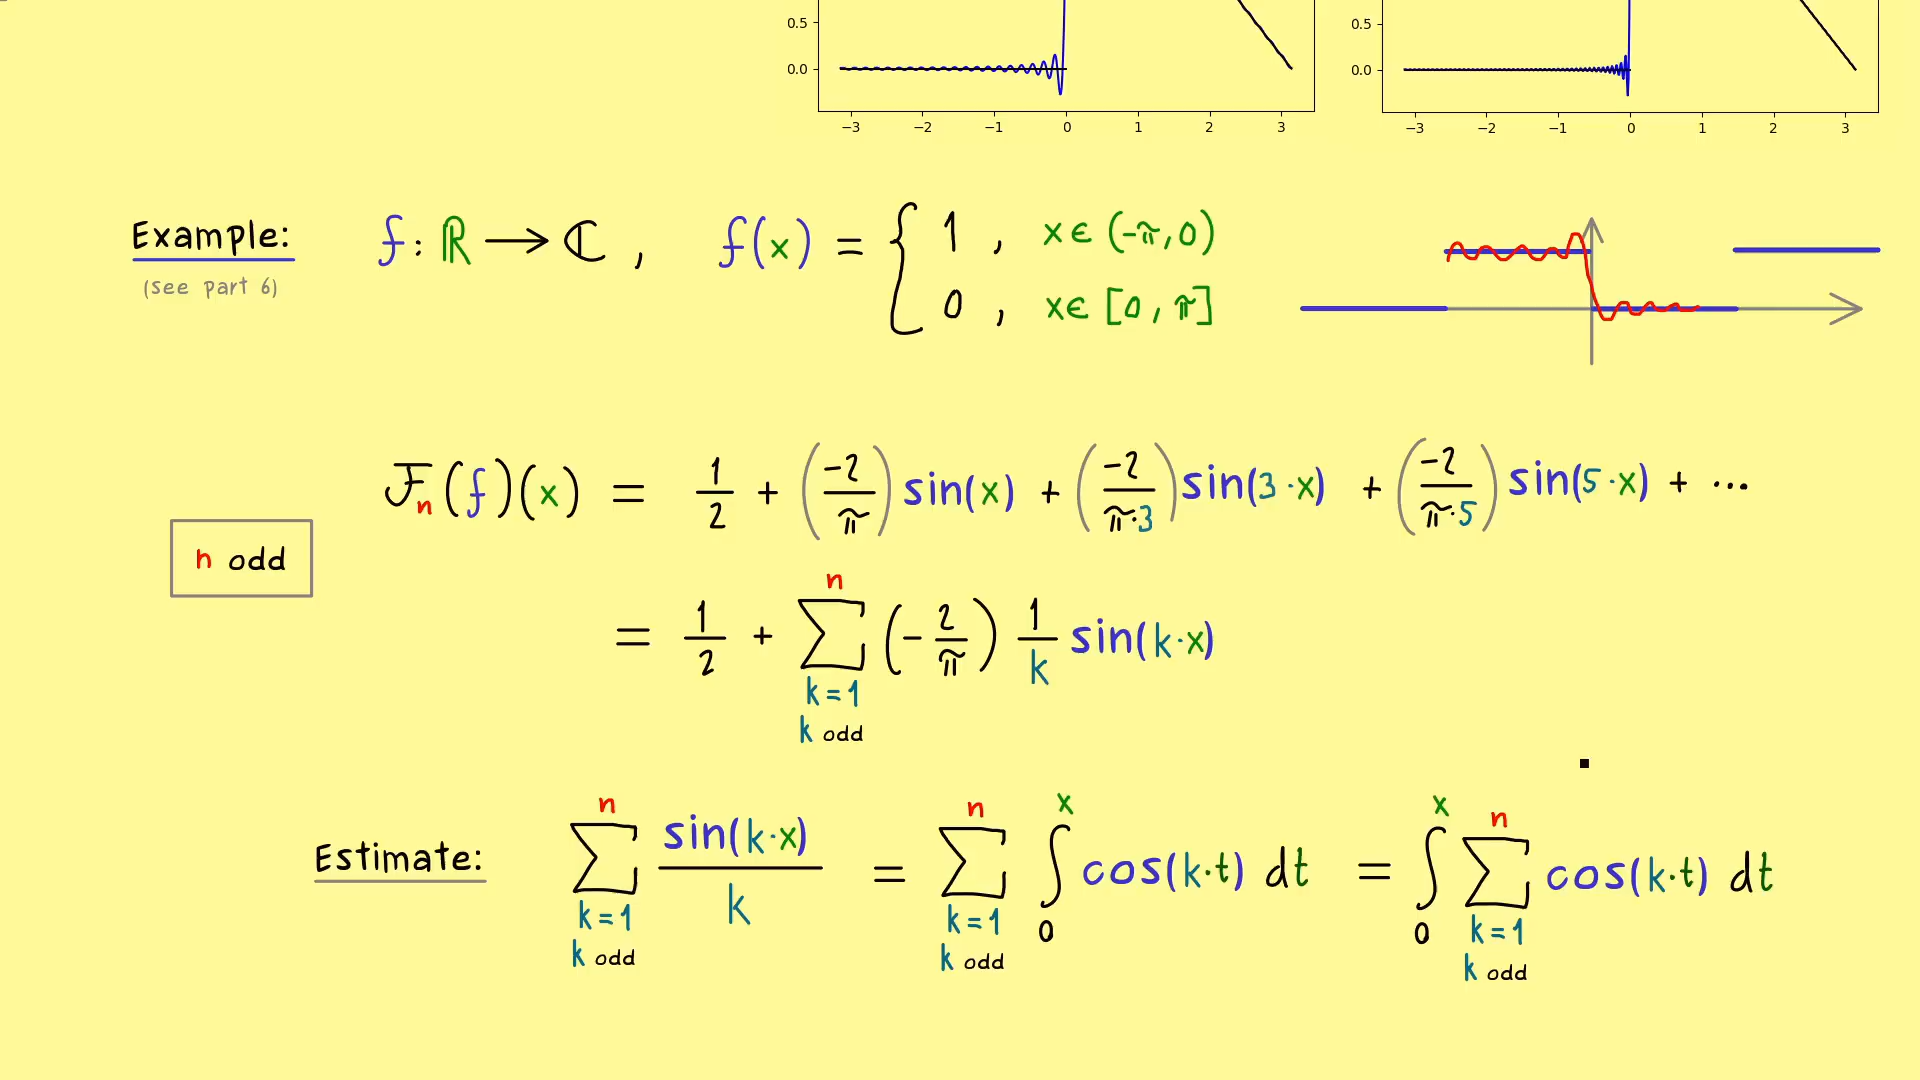 0.5 0.5
0.0 0.0
−3 −2 −1 0 1 2 3 −3 −2 −1 0 1 2 3
Example: f: ℝ → ℂ , f(x) = { 1 , x∈(-π,0)
0 , x∈[0,π]
(see part 6)
ℱₙ(f)(x) = 1/2 + (-2/π) sin(x) + (-2/(π·3)) sin(3·x) + (-2/(π·5)) sin(5·x) + ...
n odd
= 1/2 + ∑_{k=1, k odd}^{n} (-2/π) 1/k sin(k·x)
Estimate: ∑_{k=1, k odd}^{n} sin(k·x)/k = ∑_{k=1, k odd}^{n} ∫_0^x cos(k·t) dt = ∫_0^x ∑_{k=1, k odd}^{n} cos(k·t) dt